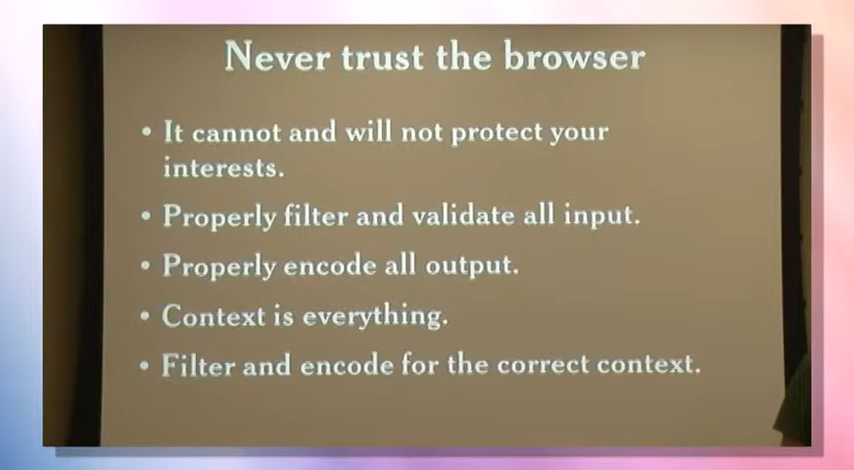 Never trust the browser
• It cannot and will not protect your
interests.
• Properly filter and validate all input.
• Properly encode all output.
• Context is everything.
• Filter and encode for the correct context.